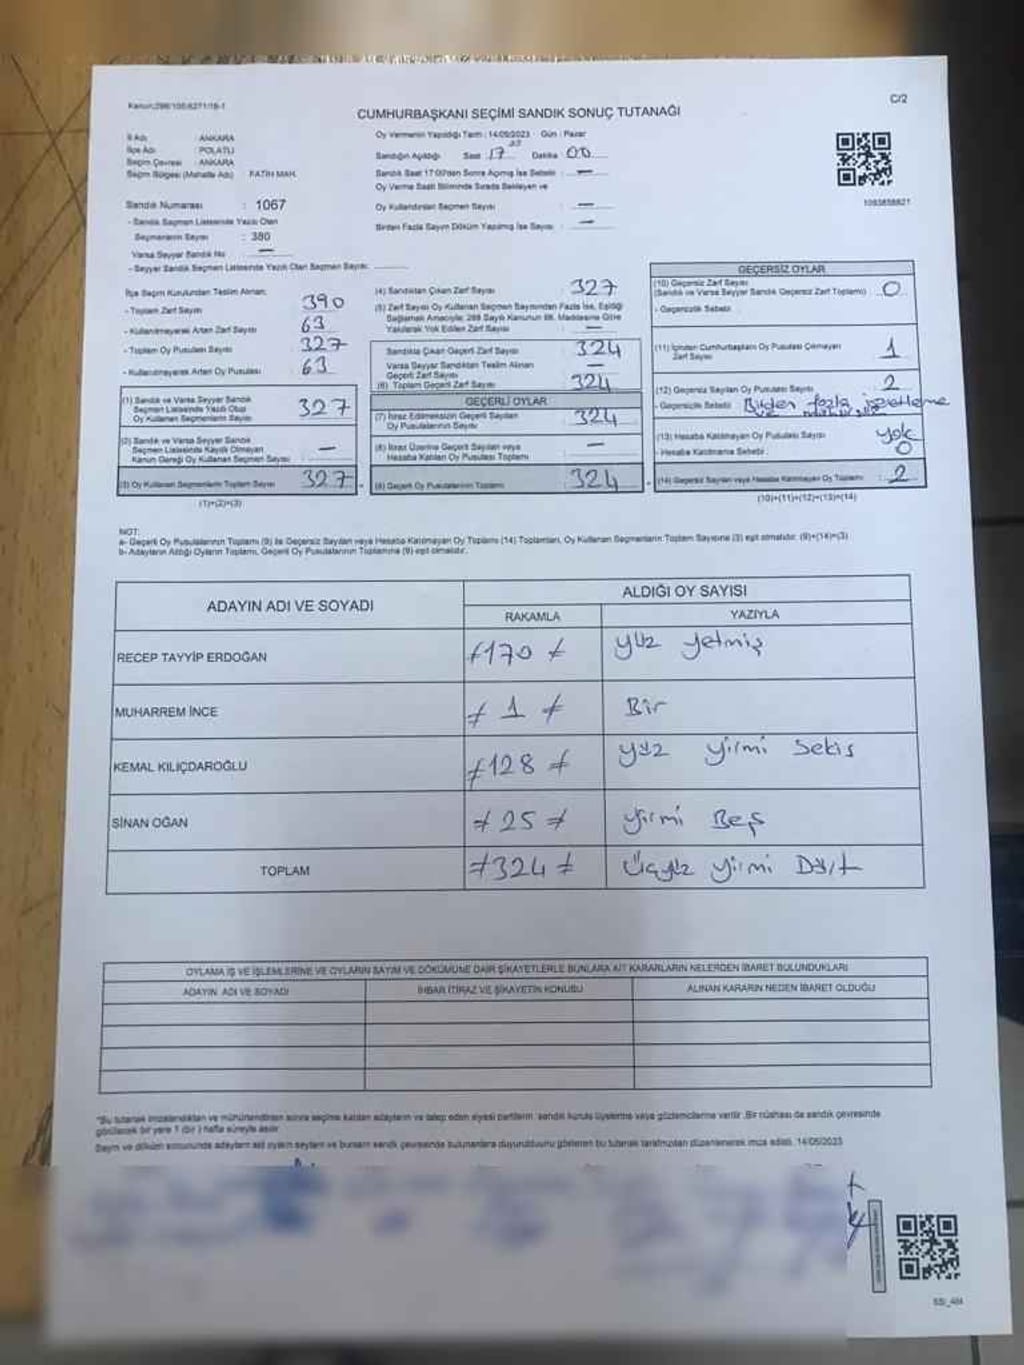 Kanun:298/105/6271/16-1
C/2
CUMHURBAŞKANI SEÇİMİ SANDIK SONUÇ TUTANAĞI
İl Adı : ANKARA
İlçe Adı : POLATLI
Seçim Çevresi : ANKARA
Seçim Bölgesi (Mahalle Adı) FATİH MAH.
Sandık Numarası : 1067
- Sandık Seçmen Listesinde Yazılı Olan
Seçmenlerin Sayısı : 380
Varsa Seyyar Sandık No —
- Seyyar Sandık Seçmen Listesinde Yazılı Olan Seçmen Sayısı:
Oy Vermenin Yapıldığı Tarih : 14/05/2023 Gün : Pazar
Sandığın Açıldığı Saat 17 Dakika 00
Sandık Saat 17:00'den Sonra Açılmış İse Sebebi : —
Oy Verme Saati Bitiminde Sırada Bekleyen ve
Oy Kullandırılan Seçmen Sayısı : —
Birden Fazla Sayım Döküm Yapılmış İse Sayısı : —
1093858821
İlçe Seçim Kurulundan Teslim Alınan;
- Toplam Zarf Sayısı 390
- Kullanılmayarak Artan Zarf Sayısı 63
- Toplam Oy Pusulası Sayısı 327
- Kullanılmayarak Artan Oy Pusulası 63
(1) Sandık ve Varsa Seyyar Sandık
Seçmen Listesinde Yazılı Olup
Oy Kullanan Seçmenlerin Sayısı 327
(2) Sandık ve Varsa Seyyar Sandık
Seçmen Listesinde Kayıtlı Olmayan
Kanun Gereği Oy Kullanan Seçmen Sayısı —
(3) Oy Kullanan Seçmenlerin Toplam Sayısı 327
(1)+(2)=(3)
(4) Sandıktan Çıkan Zarf Sayısı 327
(5) Zarf Sayısı Oy Kullanan Seçmen Sayısından Fazla İse, Eşitliği
Sağlamak Amacıyla; 298 Sayılı Kanunun 98. Maddesine Göre
Yakılarak Yok Edilen Zarf Sayısı —
Sandıkta Çıkan Geçerli Zarf Sayısı 324
Varsa Seyyar Sandıktan Teslim Alınan
Geçerli Zarf Sayısı —
(6) Toplam Geçerli Zarf Sayısı 324
GEÇERLİ OYLAR
(7) İtiraz Edilmeksizin Geçerli Sayılan
Oy Pusulalarının Sayısı 324
(8) İtiraz Üzerine Geçerli Sayılan veya
Hesaba Katılan Oy Pusulası Toplamı —
(9) Geçerli Oy Pusulalarının Toplamı 324
GEÇERSİZ OYLAR
(10) Geçersiz Zarf Sayısı
(Sandık ve Varsa Seyyar Sandık Geçersiz Zarf Toplamı) 0
- Geçersizlik Sebebi
(11) İçinden Cumhurbaşkanı Oy Pusulası Çıkmayan
Zarf Sayısı 1
(12) Geçersiz Sayılan Oy Pusulası Sayısı 2
- Geçersizlik Sebebi Birden fazla işaretleme
(13) Hesaba Katılmayan Oy Pusulası Sayısı yok
- Hesaba Katılmama Sebebi : 0
(14) Geçersiz Sayılan veya Hesaba Katılmayan Oy Toplamı 2
(10)+(11)+(12)+(13)=(14)
NOT:
a- Geçerli Oy Pusulalarının Toplamı (9) ile Geçersiz Sayılan veya Hesaba Katılmayan Oy Toplamı (14) Toplamları, Oy Kullanan Seçmenlerin Toplam Sayısına (3) eşit olmalıdır. (9)+(14)=(3)
b- Adayların Aldığı Oyların Toplamı, Geçerli Oy Pusulalarının Toplamına (9) eşit olmalıdır.
ADAYIN ADI VE SOYADI
ALDIĞI OY SAYISI
RAKAMLA YAZIYLA
RECEP TAYYİP ERDOĞAN ≠170≠ yüz yetmiş
MUHARREM İNCE ≠1≠ Bir
KEMAL KILIÇDAROĞLU ≠128≠ yüz yirmi sekis
SİNAN OĞAN ≠25≠ yirmi Beş
TOPLAM ≠324≠ Üçyüz yirmi Dört
OYLAMA İŞ VE İŞLEMLERİNE VE OYLARIN SAYIM VE DÖKÜMÜNE DAİR ŞİKAYETLERLE BUNLARA AİT KARARLARIN NELERDEN İBARET BULUNDUKLARI
ADAYIN ADI VE SOYADI İHBAR İTİRAZ VE ŞİKAYETİN KONUSU ALINAN KARARIN NEDEN İBARET OLDUĞU
"Bu tutanak imzalandıktan ve mühürlendikten sonra seçime katılan adayların ve talep eden siyasi partilerin sandık kurulu üyelerine veya gözlemcilerine verilir. Bir nüshası da sandık çevresinde
görülecek bir yere 1 (bir) hafta süreyle asılır.
Sayım ve döküm sonucunda adayların aldığı oyların sayıları ve bunların sandık çevresinde bulunanlara duyurulduğunu gösteren bu tutanak tarafımızdan düzenlenerek imza edildi. 14/05/2023